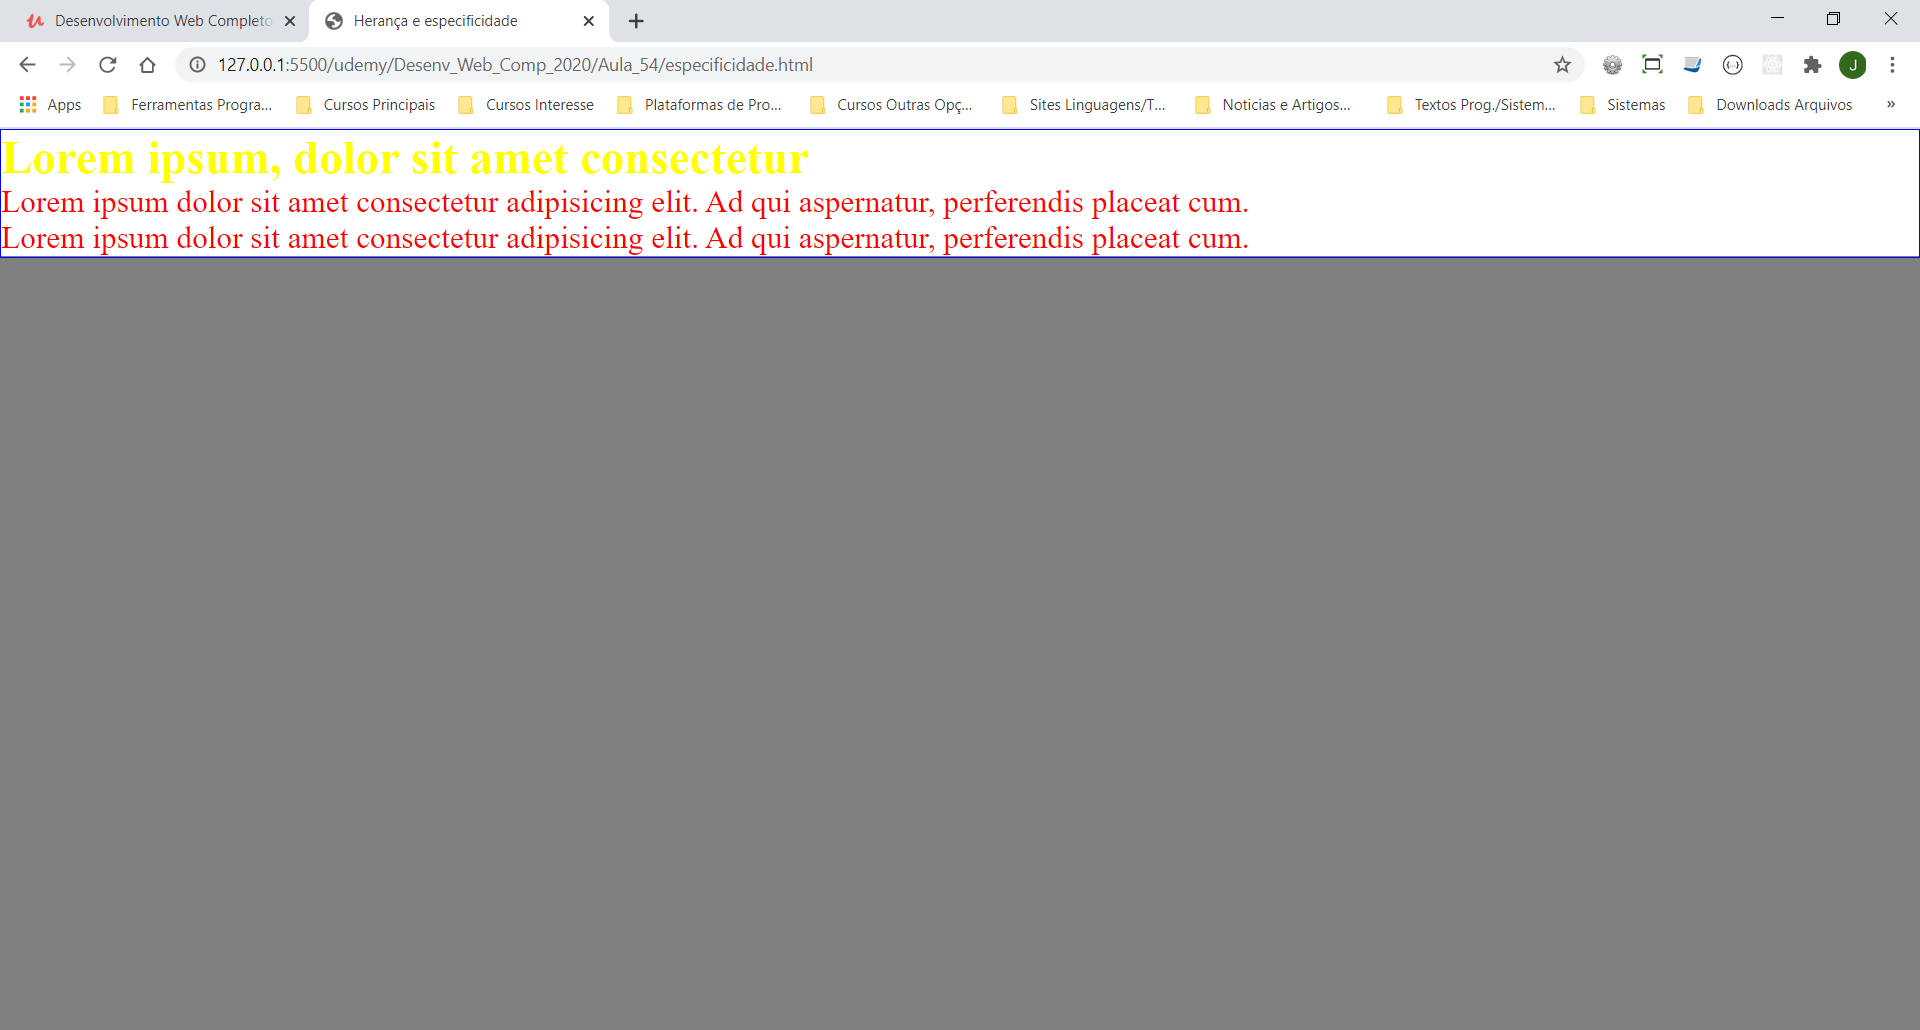 Desenvolvimento Web Completo
Herança e especificidade
127.0.0.1:5500/udemy/Desenv_Web_Comp_2020/Aula_54/especificidade.html
J
Apps
Ferramentas Progra...
Cursos Principais
Cursos Interesse
Plataformas de Pro...
Cursos Outras Opç...
Sites Linguagens/T...
Noticias e Artigos...
Textos Prog./Sistem...
Sistemas
Downloads Arquivos
»
Lorem ipsum, dolor sit amet consectetur
Lorem ipsum dolor sit amet consectetur adipisicing elit. Ad qui aspernatur, perferendis placeat cum.
Lorem ipsum dolor sit amet consectetur adipisicing elit. Ad qui aspernatur, perferendis placeat cum.